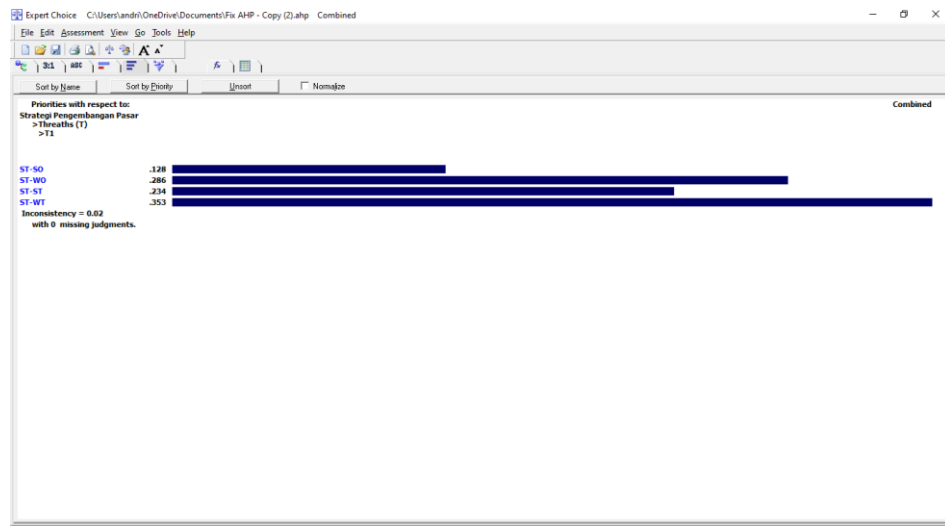 Expert Choice C:\Users\andri\OneDrive\Documents\Fix AHP - Copy (2).ahp Combined
File Edit Assessment View Go Tools Help
A A
3:1 ABC fx
Sort by Name Sort by Priority Unsort Normalize
Priorities with respect to: Combined
Strategi Pengembangan Pasar
>Threaths (T)
>T1
ST-SO .128
ST-WO .286
ST-ST .234
ST-WT .353
Inconsistency = 0.02
with 0 missing judgments.